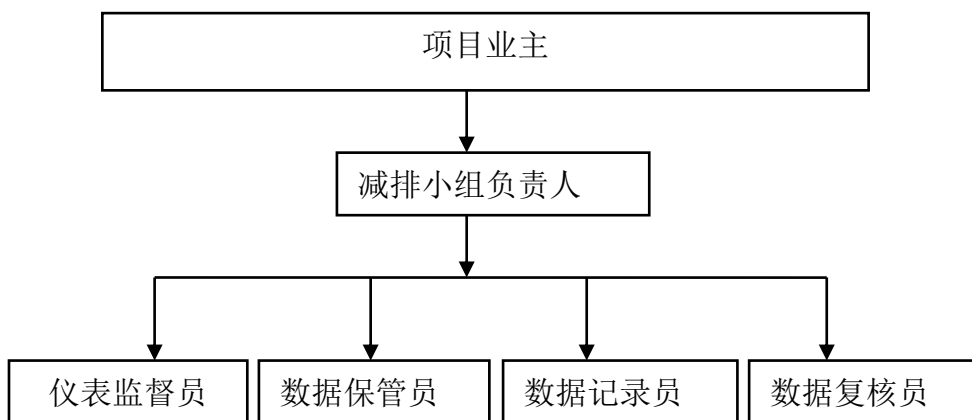 项目业主
减排小组负责人
仪表监督员
数据保管员
数据记录员
数据复核员